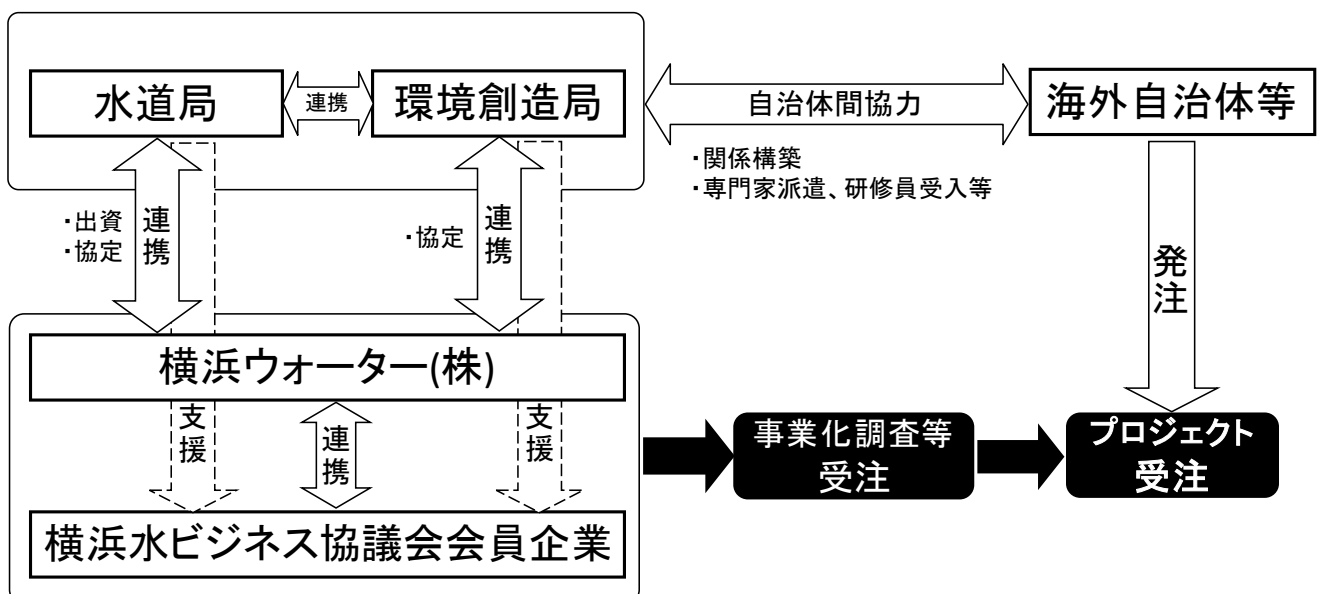 水道局
連携
環境創造局
自治体間協力
海外自治体等
・関係構築
・専門家派遣、研修員受入等
・出資
・協定
連携
・協定
連携
発注
横浜ウォーター(株)
支援
連携
支援
事業化調査等
受注
プロジェクト
受注
横浜水ビジネス協議会会員企業